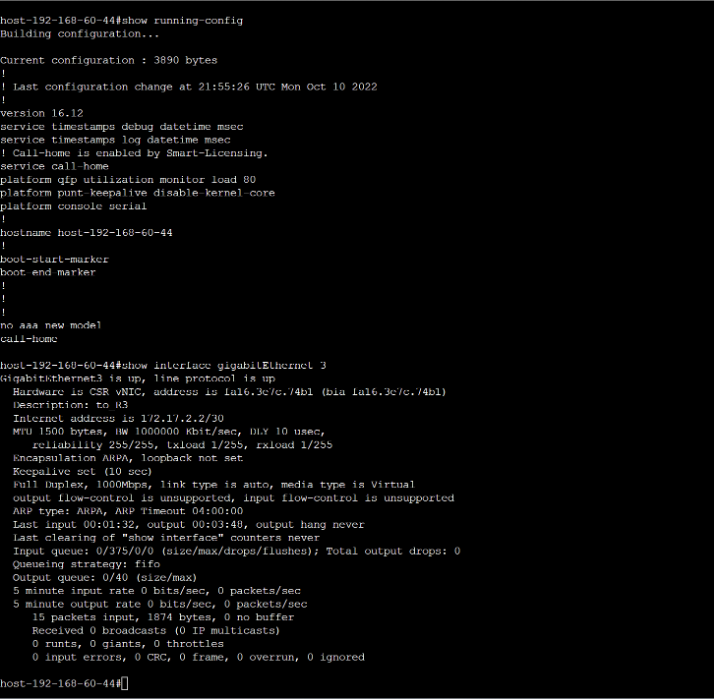 host-192-168-60-44#show running-config
Building configuration...

Current configuration : 3890 bytes
!
! Last configuration change at 21:55:26 UTC Mon Oct 10 2022
!
version 16.12
service timestamps debug datetime msec
service timestamps log datetime msec
! Call-home is enabled by Smart-Licensing.
service call-home
platform qfp utilization monitor load 80
platform punt-keepalive disable-kernel-core
platform console serial
!
hostname host-192-168-60-44
!
boot-start-marker
boot-end-marker
!
!
!
no aaa new-model
call-home

host-192-168-60-44#show interface gigabitEthernet 3
GigabitEthernet3 is up, line protocol is up
  Hardware is CSR vNIC, address is fa16.3e7c.74b1 (bia fa16.3e7c.74b1)
  Description: to R3
  Internet address is 172.17.2.2/30
  MTU 1500 bytes, BW 1000000 Kbit/sec, DLY 10 usec,
     reliability 255/255, txload 1/255, rxload 1/255
  Encapsulation ARPA, loopback not set
  Keepalive set (10 sec)
  Full Duplex, 1000Mbps, link type is auto, media type is Virtual
  output flow-control is unsupported, input flow-control is unsupported
  ARP type: ARPA, ARP Timeout 04:00:00
  Last input 00:01:32, output 00:03:48, output hang never
  Last clearing of "show interface" counters never
  Input queue: 0/375/0/0 (size/max/drops/flushes); Total output drops: 0
  Queueing strategy: fifo
  Output queue: 0/40 (size/max)
  5 minute input rate 0 bits/sec, 0 packets/sec
  5 minute output rate 0 bits/sec, 0 packets/sec
     15 packets input, 1874 bytes, 0 no buffer
     Received 0 broadcasts (0 IP multicasts)
     0 runts, 0 giants, 0 throttles
     0 input errors, 0 CRC, 0 frame, 0 overrun, 0 ignored

host-192-168-60-44#